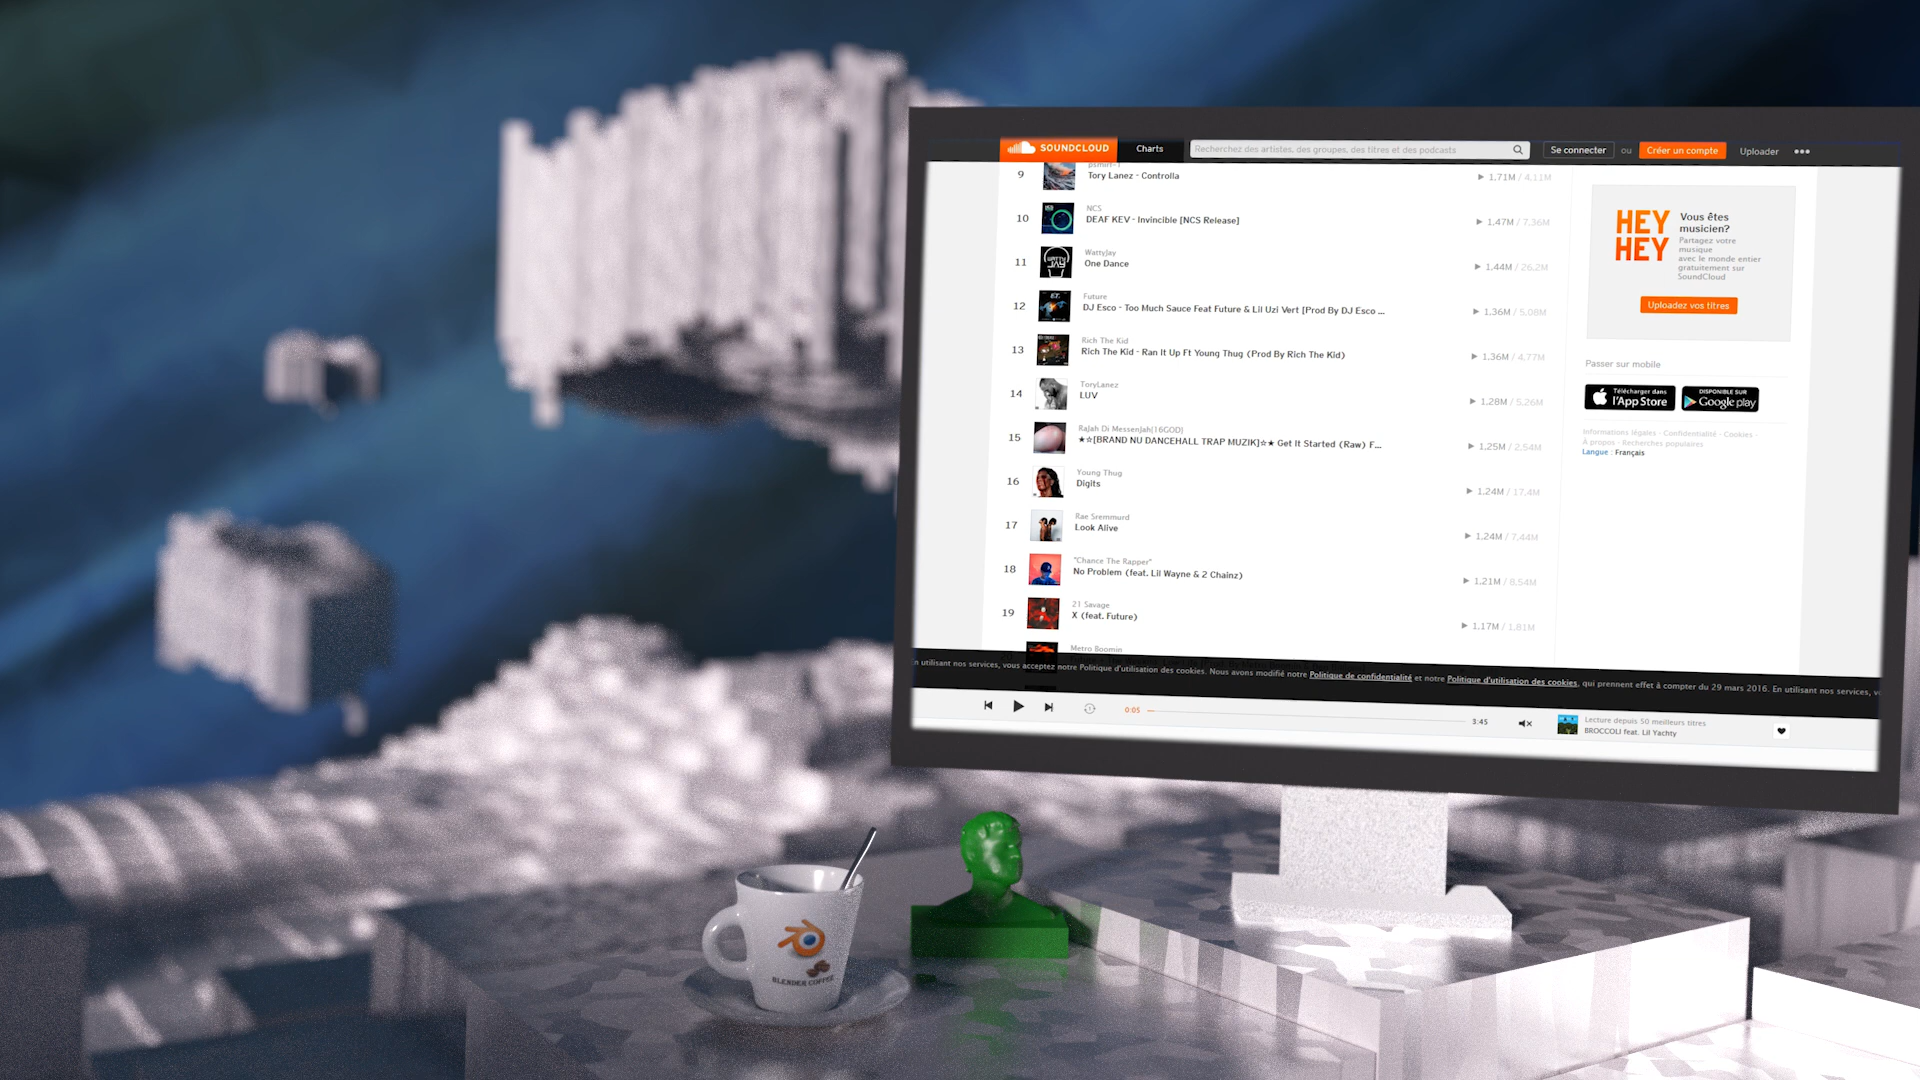 SOUNDCLOUD Charts Recherchez des artistes, des groupes, des titres et des podcasts Se connecter ou Créer un compte Uploader
9 Tory Lanez - Controlla 1.71M / 4.11M
NCS
10 DEAF KEV - Invincible [NCS Release] 1.47M / 7.36M
WattyJay
11 One Dance 1.44M / 26.2M
Future
12 DJ Esco - Too Much Sauce Feat Future & Lil Uzi Vert [Prod By DJ Esco ... 1.36M / 5.08M
Rich The Kid
13 Rich The Kid - Ran It Up Ft Young Thug (Prod By Rich The Kid) 1.36M / 4.77M
ToryLanez
14 LUV 1.28M / 5.26M
RaJah Di MessenJah(16GOD)
15 ★☆[BRAND NU DANCEHALL TRAP MUZIK]☆★ Get It Started (Raw) F... 1.25M / 2.54M
Young Thug
16 Digits 1.24M / 17.4M
Rae Sremmurd
17 Look Alive 1.24M / 7.44M
"Chance The Rapper"
18 No Problem (feat. Lil Wayne & 2 Chainz) 1.21M / 8.54M
21 Savage
19 X (feat. Future) 1.17M / 1.81M
Metro Boomin
HEY
HEY
Vous êtes
musicien?
Partagez votre
musique
avec le monde entier
gratuitement sur
SoundCloud
Uploadez vos titres
Passer sur mobile
Télécharger dans
l'App Store
DISPONIBLE SUR
Google play
Informations légales - Confidentialité - Cookies -
À propos - Recherches populaires
Langue : Français
En utilisant nos services, vous acceptez notre Politique d'utilisation des cookies. Nous avons modifié notre Politique de confidentialité et notre Politique d'utilisation des cookies, qui prennent effet à compter du 29 mars 2016. En utilisant nos services,
0:05 3:45
Lecture depuis 50 meilleurs titres
BROCCOLI feat. Lil Yachty
BLENDER COFFEE